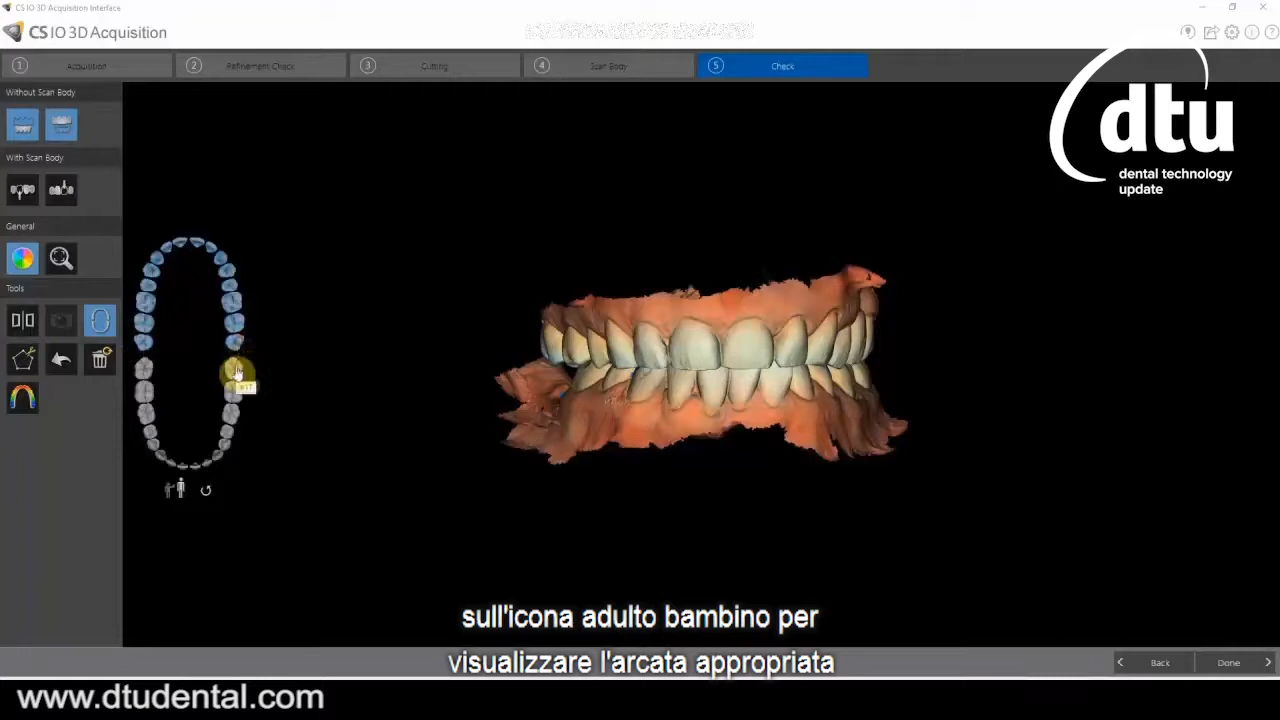 CS IO 3D Acquisition Interface
CS IO 3D Acquisition
1 Acquisition
2 Refinement Check
3 Cutting
4 Scan Body
5 Check
Without Scan Body
With Scan Body
General
Tools
#17
dtu
dental technology
update
sull'icona adulto bambino per
visualizzare l'arcata appropriata
Back
Done
www.dtudental.com